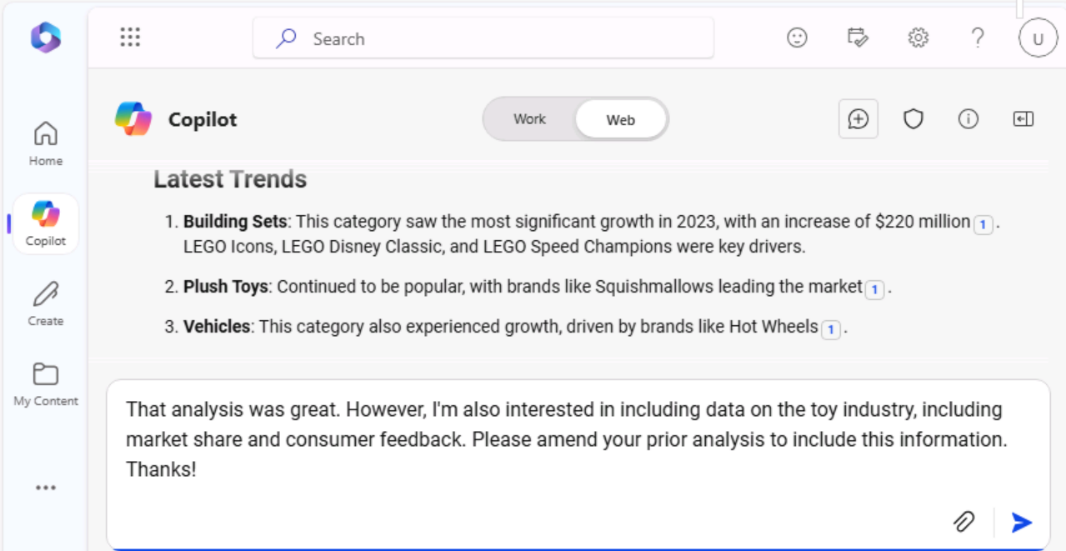 Search
U
Copilot
Work
Web
Home
Copilot
Create
My Content
Latest Trends
1. Building Sets: This category saw the most significant growth in 2023, with an increase of $220 million 1 .
LEGO Icons, LEGO Disney Classic, and LEGO Speed Champions were key drivers.
2. Plush Toys: Continued to be popular, with brands like Squishmallows leading the market 1 .
3. Vehicles: This category also experienced growth, driven by brands like Hot Wheels 1 .
That analysis was great. However, I'm also interested in including data on the toy industry, including
market share and consumer feedback. Please amend your prior analysis to include this information.
Thanks!